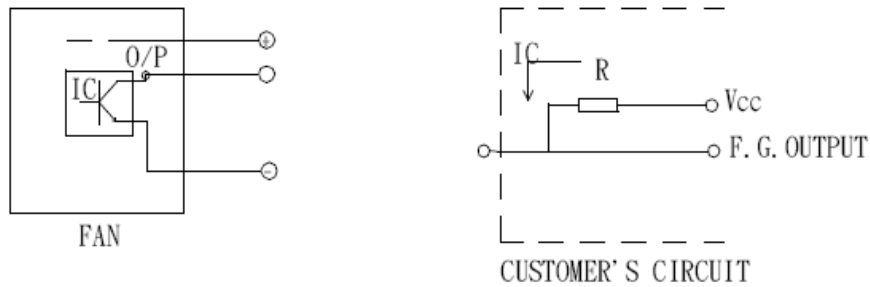 +
O/P
IC
-
FAN
IC
R
Vcc
F.G.OUTPUT
CUSTOMER'S CIRCUIT